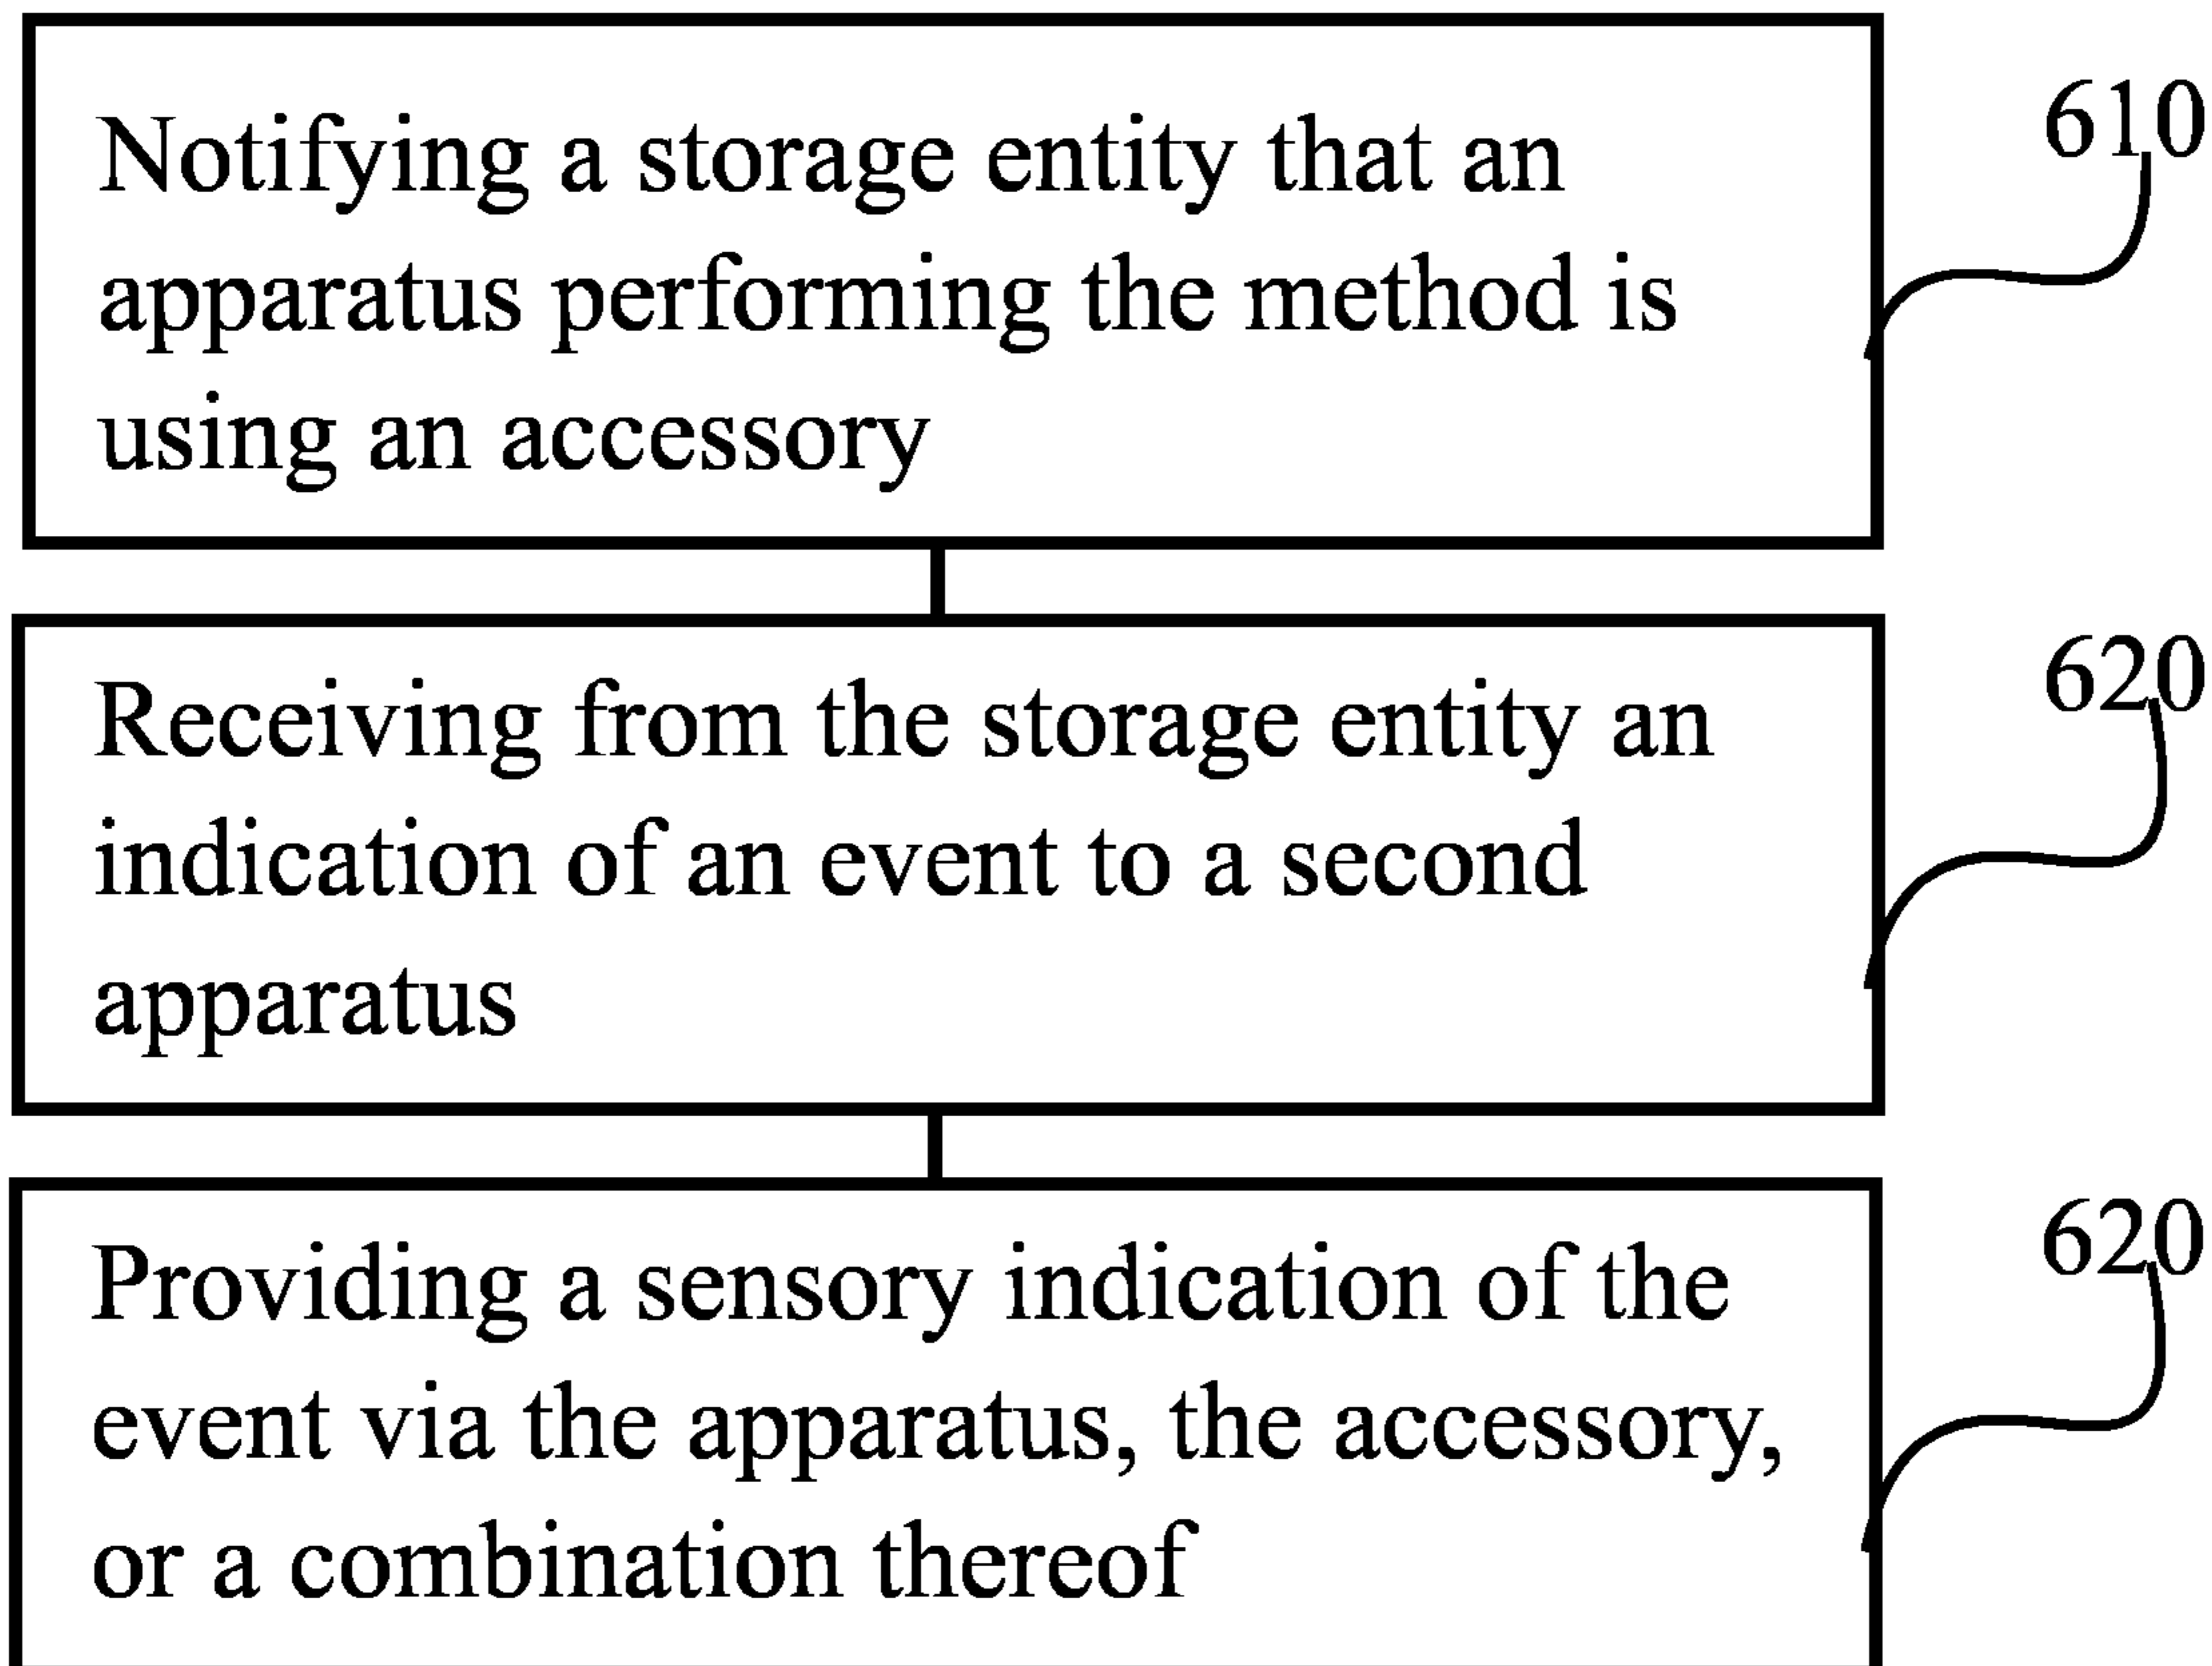 Notifying a storage entity that an
apparatus performing the method is
using an accessory
610
Receiving from the storage entity an
indication of an event to a second
apparatus
620
Providing a sensory indication of the
event via the apparatus, the accessory,
or a combination thereof
620